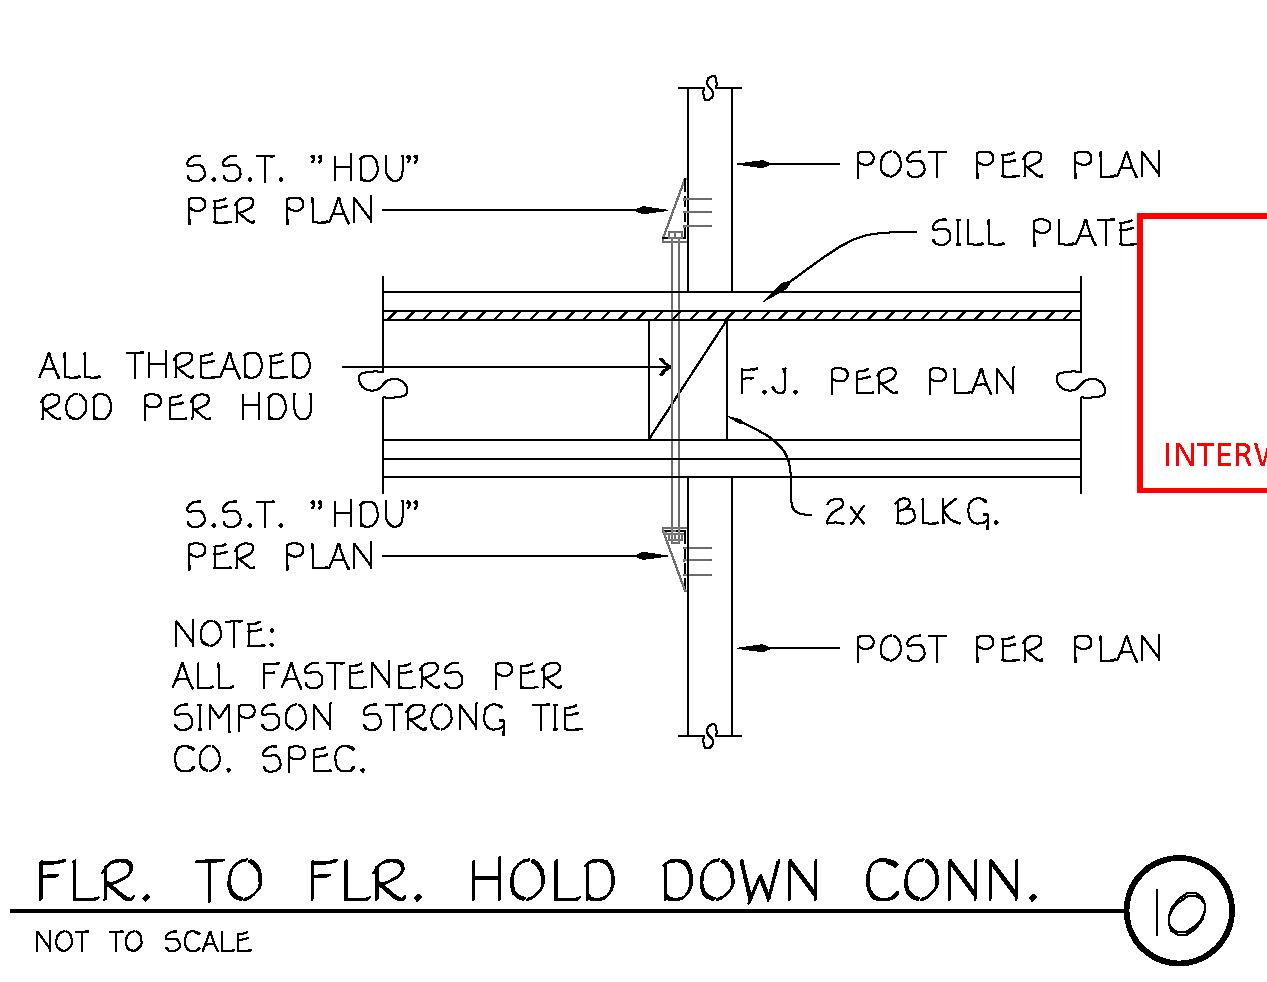 S.S.T. "HDU"
PER PLAN
POST PER PLAN
SILL PLATE
ALL THREADED
ROD PER HDU
F.J. PER PLAN
S.S.T. "HDU"
PER PLAN
2x BLKG.
NOTE:
ALL FASTENERS PER
SIMPSON STRONG TIE
CO. SPEC.
POST PER PLAN
FLR. TO FLR. HOLD DOWN CONN.
10
NOT TO SCALE